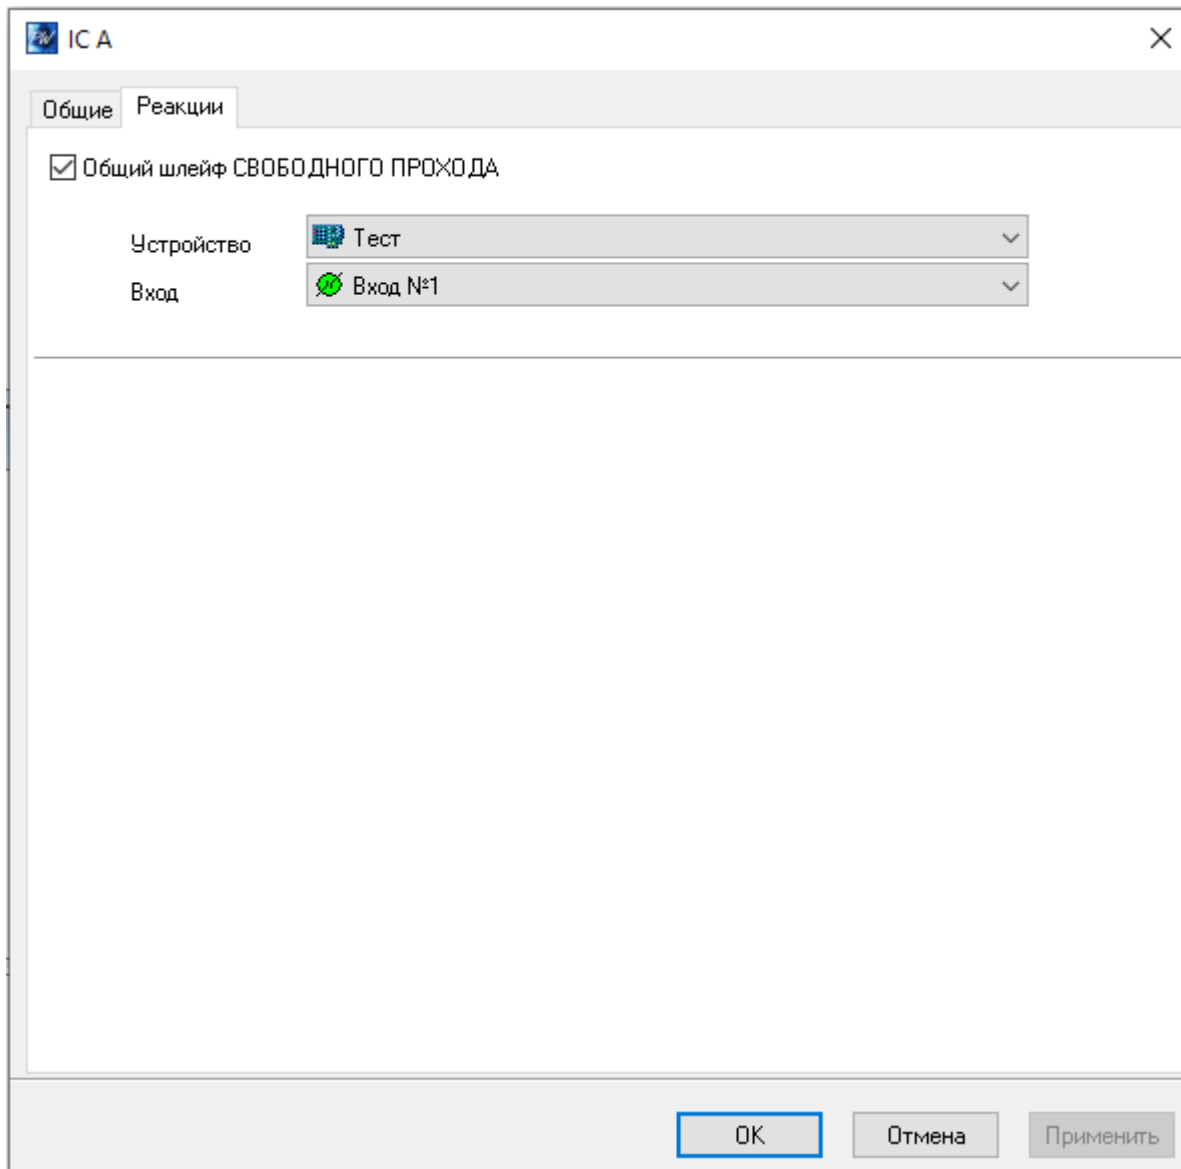 IC A
Общие Реакции
Общий шлейф СВОБОДНОГО ПРОХОДА
Устройство Тест
Вход Вход №1
OK Отмена Применить